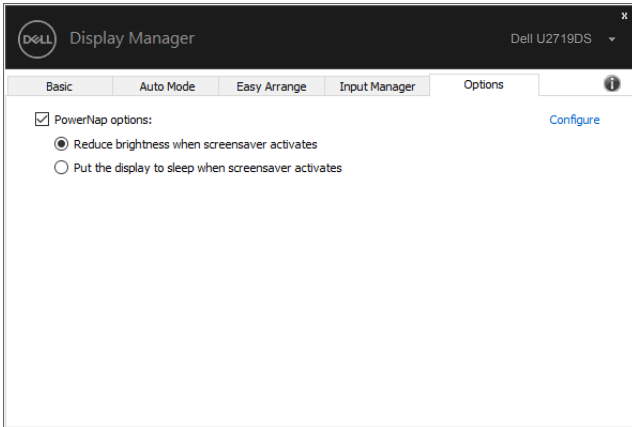 x
DELL Display Manager Dell U2719DS
Basic Auto Mode Easy Arrange Input Manager Options
PowerNap options: Configure
Reduce brightness when screensaver activates
Put the display to sleep when screensaver activates